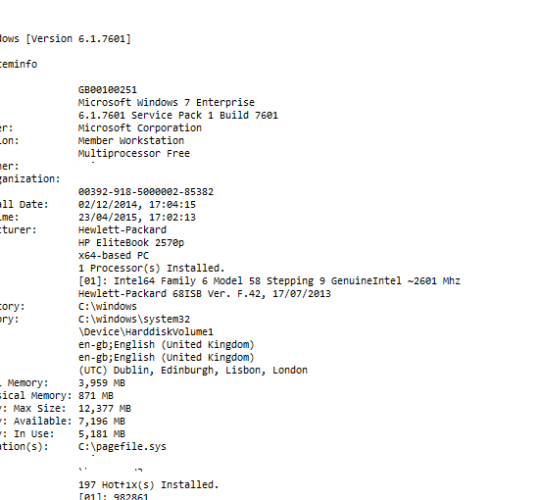 ows [Version 6.1.7601]
teminfo
GB00100251
Microsoft Windows 7 Enterprise
6.1.7601 Service Pack 1 Build 7601
er: Microsoft Corporation
ion: Member Workstation
Multiprocessor Free
ner:
ganization:
00392-918-5000002-85382
all Date: 02/12/2014, 17:04:15
ime: 23/04/2015, 17:02:13
cturer: Hewlett-Packard
HP EliteBook 2570p
x64-based PC
1 Processor(s) Installed.
[01]: Intel64 Family 6 Model 58 Stepping 9 GenuineIntel ~2601 Mhz
Hewlett-Packard 68ISB Ver. F.42, 17/07/2013
tory: C:\windows
ory: C:\windows\system32
\Device\HarddiskVolume1
en-gb;English (United Kingdom)
en-gb;English (United Kingdom)
(UTC) Dublin, Edinburgh, Lisbon, London
l Memory: 3,959 MB
sical Memory: 871 MB
y: Max Size: 12,377 MB
y: Available: 7,196 MB
y: In Use: 5,181 MB
ation(s): C:\pagefile.sys
197 Hotfix(s) Installed.
[01]: 982861